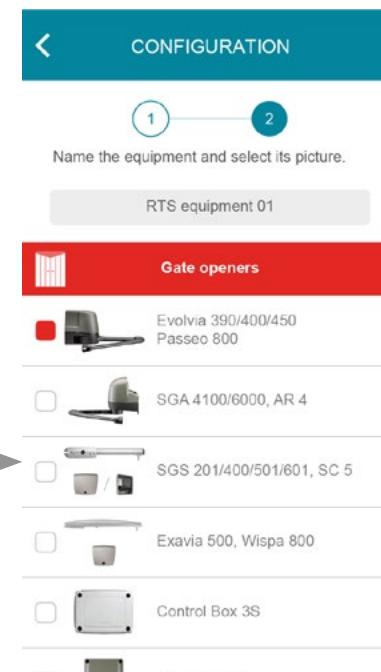 CONFIGURATION
1
2
Name the equipment and select its picture.
RTS equipment 01
Gate openers
Evolvia 390/400/450
Passeo 800
SGA 4100/6000, AR 4
SGS 201/400/501/601, SC 5
Exavia 500, Wispa 800
Control Box 3S